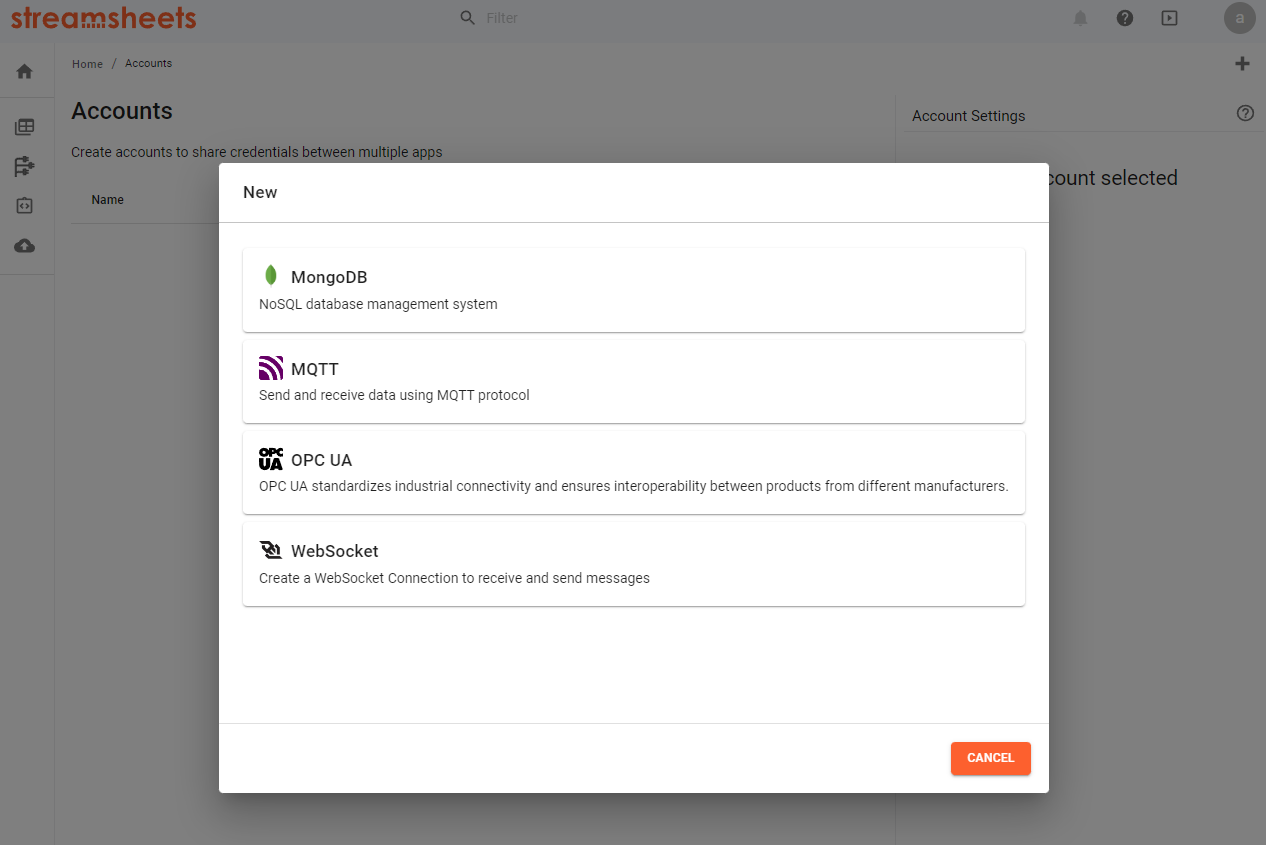 streamsheets
Filter
a
Home / Accounts
Accounts
Account Settings
Create accounts to share credentials between multiple apps
count selected
Name
New
MongoDB
NoSQL database management system
MQTT
Send and receive data using MQTT protocol
OPC UA
OPC UA
OPC UA standardizes industrial connectivity and ensures interoperability between products from different manufacturers.
WebSocket
Create a WebSocket Connection to receive and send messages
CANCEL